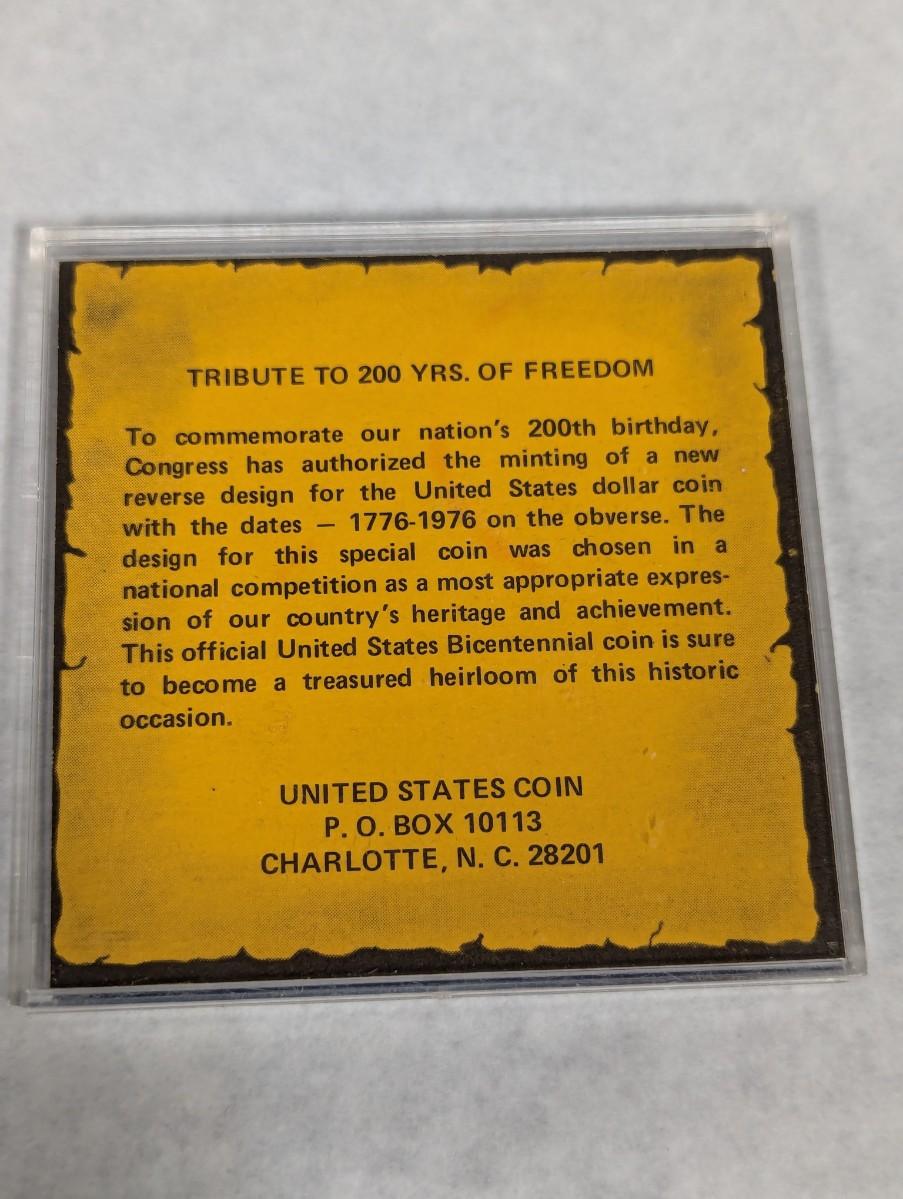 TRIBUTE TO 200 YRS. OF FREEDOM
To commemorate our nation's 200th birthday,
Congress has authorized the minting of a new
reverse design for the United States dollar coin
with the dates — 1776-1976 on the obverse. The
design for this special coin was chosen in a
national competition as a most appropriate expres-
sion of our country's heritage and achievement.
This official United States Bicentennial coin is sure
to become a treasured heirloom of this historic
occasion.
UNITED STATES COIN
P. O. BOX 10113
CHARLOTTE, N. C. 28201